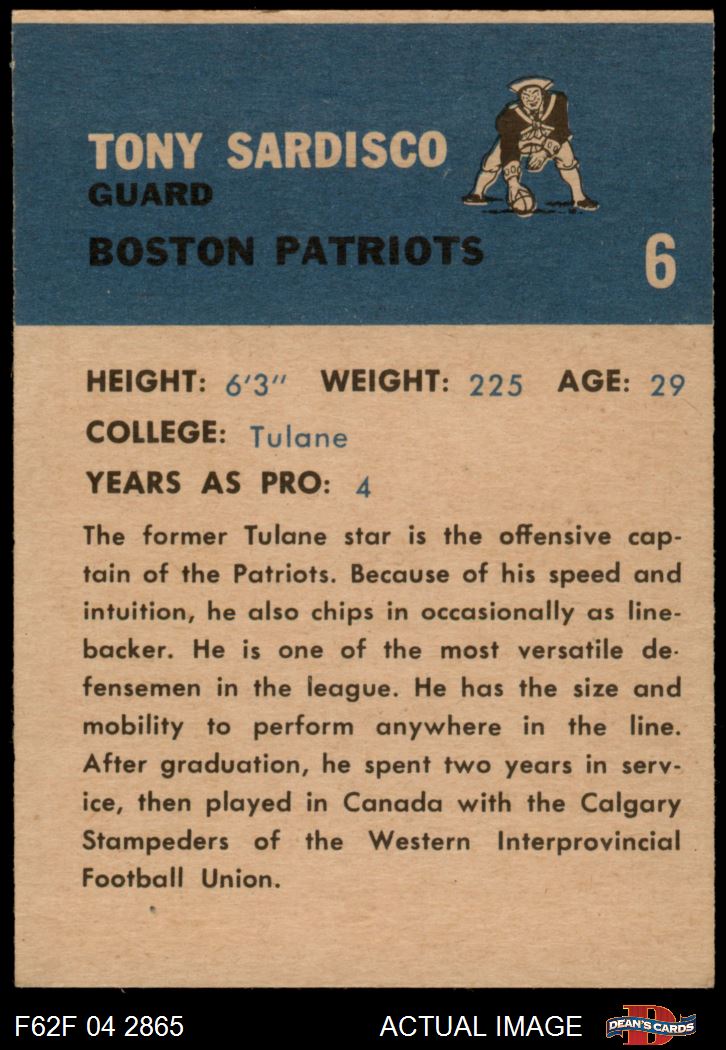 TONY SARDISCO
GUARD
BOSTON PATRIOTS
6
HEIGHT: 6'3" WEIGHT: 225 AGE: 29
COLLEGE: Tulane
YEARS AS PRO: 4
The former Tulane star is the offensive cap-
tain of the Patriots. Because of his speed and
intuition, he also chips in occasionally as line-
backer. He is one of the most versatile de-
fensemen in the league. He has the size and
mobility to perform anywhere in the line.
After graduation, he spent two years in serv-
ice, then played in Canada with the Calgary
Stampeders of the Western Interprovincial
Football Union.
F62F 04 2865 ACTUAL IMAGE D DEAN'S CARDS